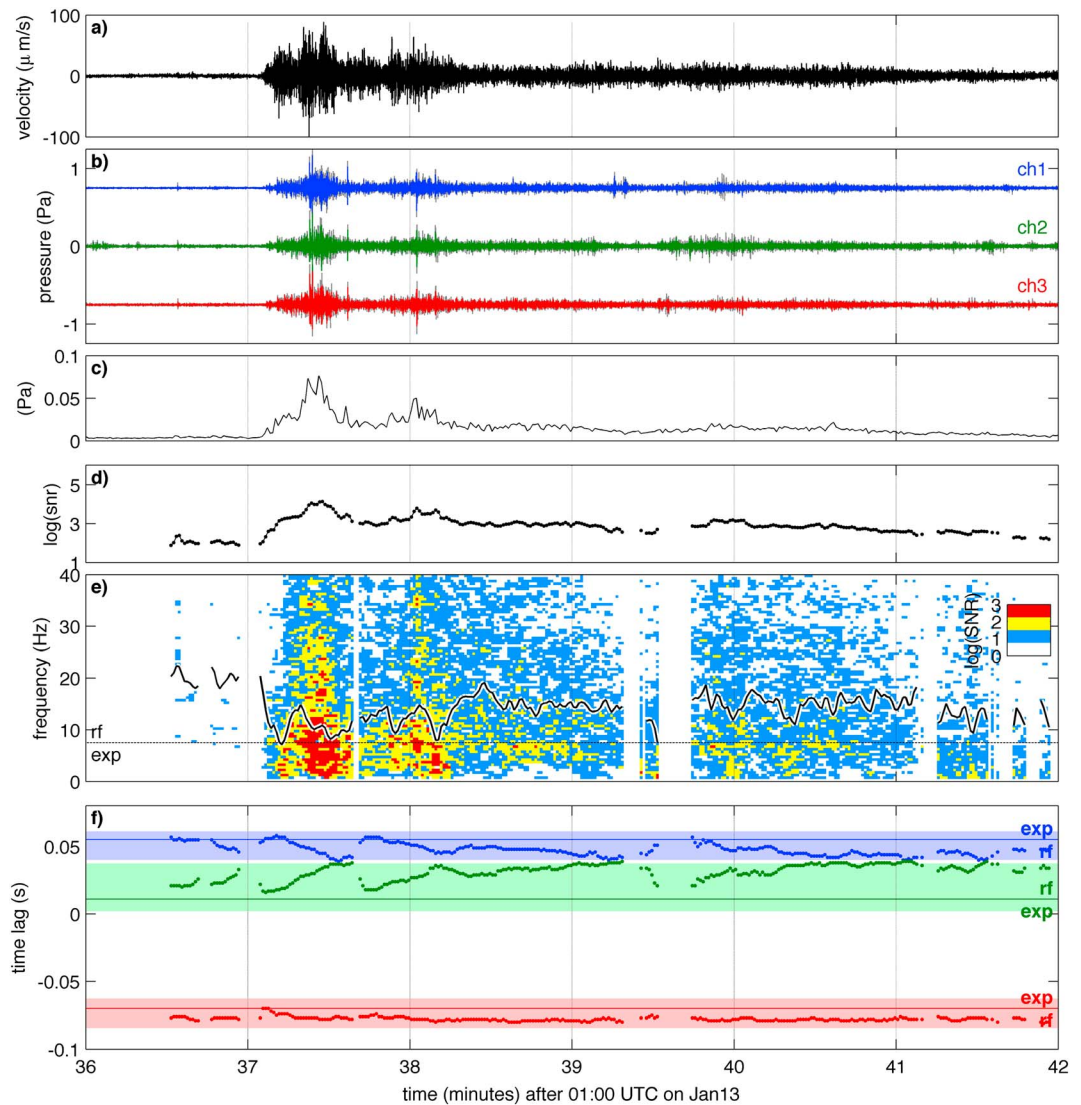 a)
velocity (μ m/s)
100
0
-100
b)
pressure (Pa)
1
0
-1
ch1
ch2
ch3
c)
(Pa)
0.1
0.05
0
d)
log(snr)
5
3
1
e)
frequency (Hz)
40
30
20
10
0
rf
exp
log(SNR)
3
2
1
0
f)
time lag (s)
0.05
0
-0.05
-0.1
exp
rf
rf
exp
exp
rf
36 37 38 39 40 41 42
time (minutes) after 01:00 UTC on Jan13